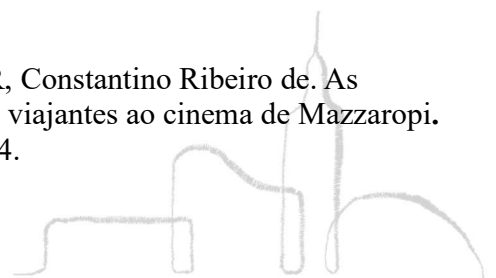 R, Constantino Ribeiro de. As
viajantes ao cinema de Mazzaropi.
4.